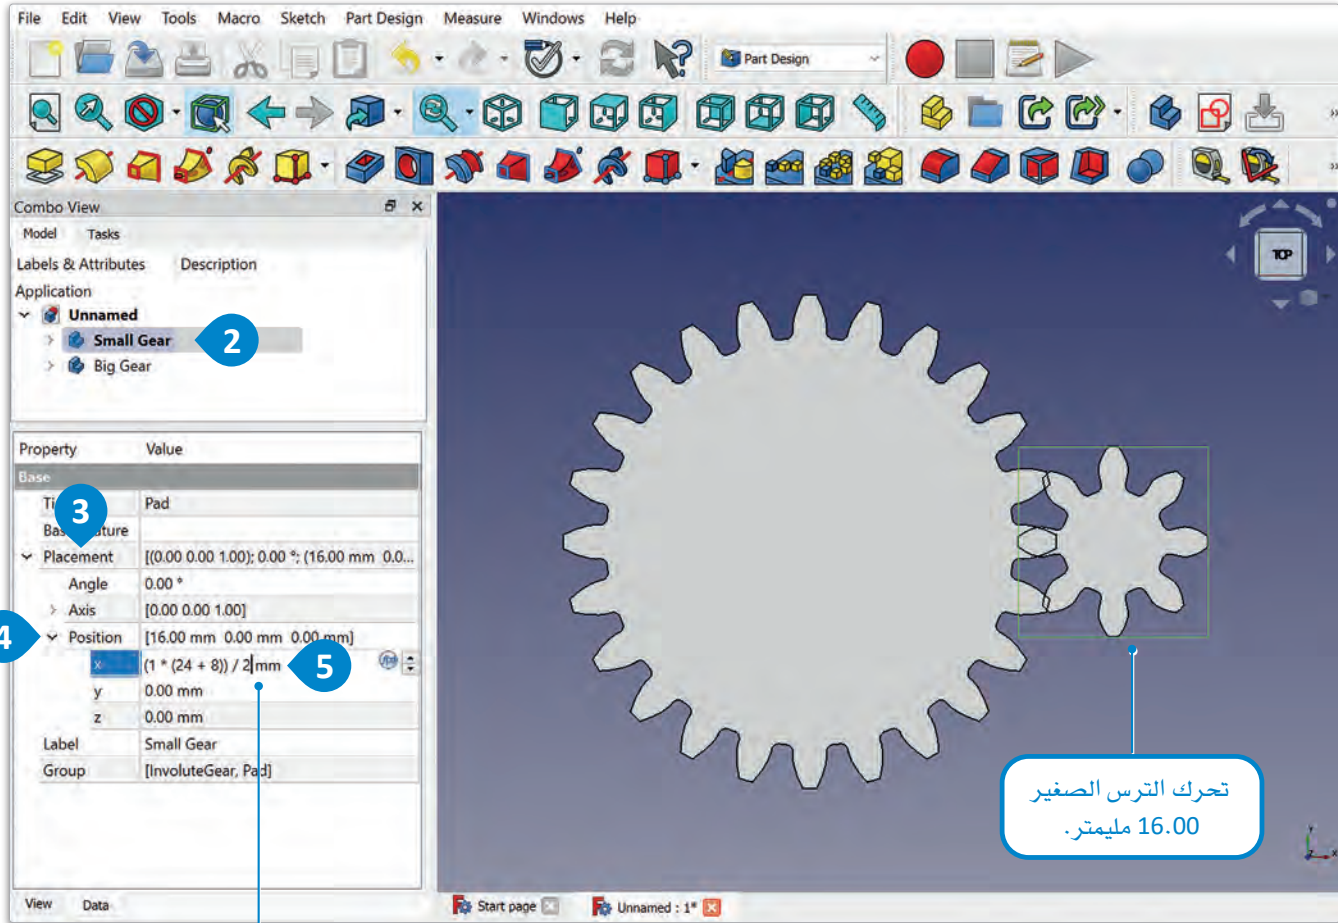 File Edit View Tools Macro Sketch Part Design Measure Windows Help
Part Design
Combo View
Model Tasks
Labels & Attributes Description
Application
Unnamed
Small Gear
2
Big Gear
TOP
Property Value
Base
Pad
3
Placement [(0.00 0.00 1.00); 0.00 °; (16.00 mm 0.0...
Angle 0.00 °
Axis [0.00 0.00 1.00]
4
Position [16.00 mm 0.00 mm 0.00 mm]
x (1 * (24 + 8)) / 2 mm
5
y 0.00 mm
z 0.00 mm
Label Small Gear
Group [InvoluteGear, Pad]
تحرك الترس الصغير
16.00 مليمتر.
y
z x
View Data
Start page
Unnamed : 1*